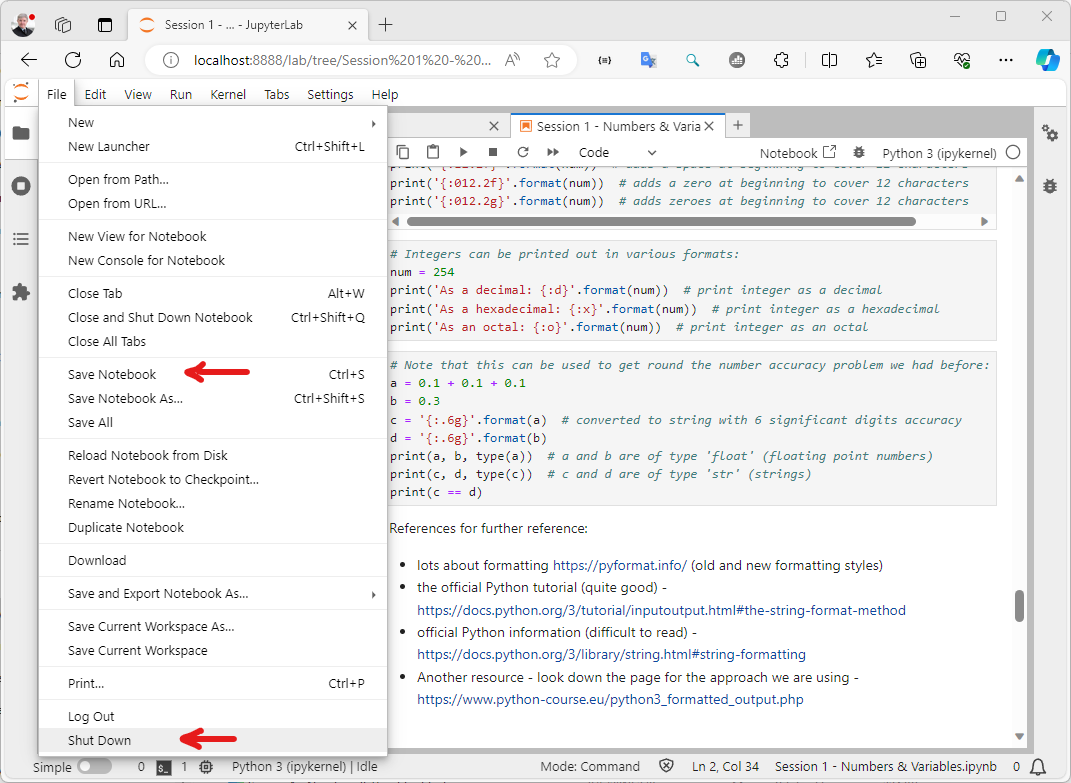 Session 1 - ... - JupyterLab
localhost:8888/lab/tree/Session%201%20-%20...
File Edit View Run Kernel Tabs Settings Help
New
New Launcher Ctrl+Shift+L
Open from Path...
Open from URL...
New View for Notebook
New Console for Notebook
Close Tab Alt+W
Close and Shut Down Notebook Ctrl+Shift+Q
Close All Tabs
Save Notebook Ctrl+S
Save Notebook As... Ctrl+Shift+S
Save All
Reload Notebook from Disk
Revert Notebook to Checkpoint...
Rename Notebook...
Duplicate Notebook
Download
Save and Export Notebook As...
Save Current Workspace As...
Save Current Workspace
Print... Ctrl+P
Log Out
Shut Down
Session 1 - Numbers & Varia
Code Notebook Python 3 (ipykernel)
print('{:012.2f}'.format(num))  # adds a zero at beginning to cover 12 characters
print('{:012.2g}'.format(num))  # adds zeroes at beginning to cover 12 characters
# Integers can be printed out in various formats:
num = 254
print('As a decimal: {:d}'.format(num))  # print integer as a decimal
print('As a hexadecimal: {:x}'.format(num))  # print integer as a hexadecimal
print('As an octal: {:o}'.format(num))  # print integer as an octal
# Note that this can be used to get round the number accuracy problem we had before:
a = 0.1 + 0.1 + 0.1
b = 0.3
c = '{:.6g}'.format(a)  # converted to string with 6 significant digits accuracy
d = '{:.6g}'.format(b)
print(a, b, type(a))  # a and b are of type 'float' (floating point numbers)
print(c, d, type(c))  # c and d are of type 'str' (strings)
print(c == d)
References for further reference:
lots about formatting https://pyformat.info/ (old and new formatting styles)
the official Python tutorial (quite good) -
https://docs.python.org/3/tutorial/inputoutput.html#the-string-format-method
official Python information (difficult to read) -
https://docs.python.org/3/library/string.html#string-formatting
Another resource - look down the page for the approach we are using -
https://www.python-course.eu/python3_formatted_output.php
Simple 0 1 Python 3 (ipykernel) | Idle Mode: Command Ln 2, Col 34 Session 1 - Numbers & Variables.ipynb 0